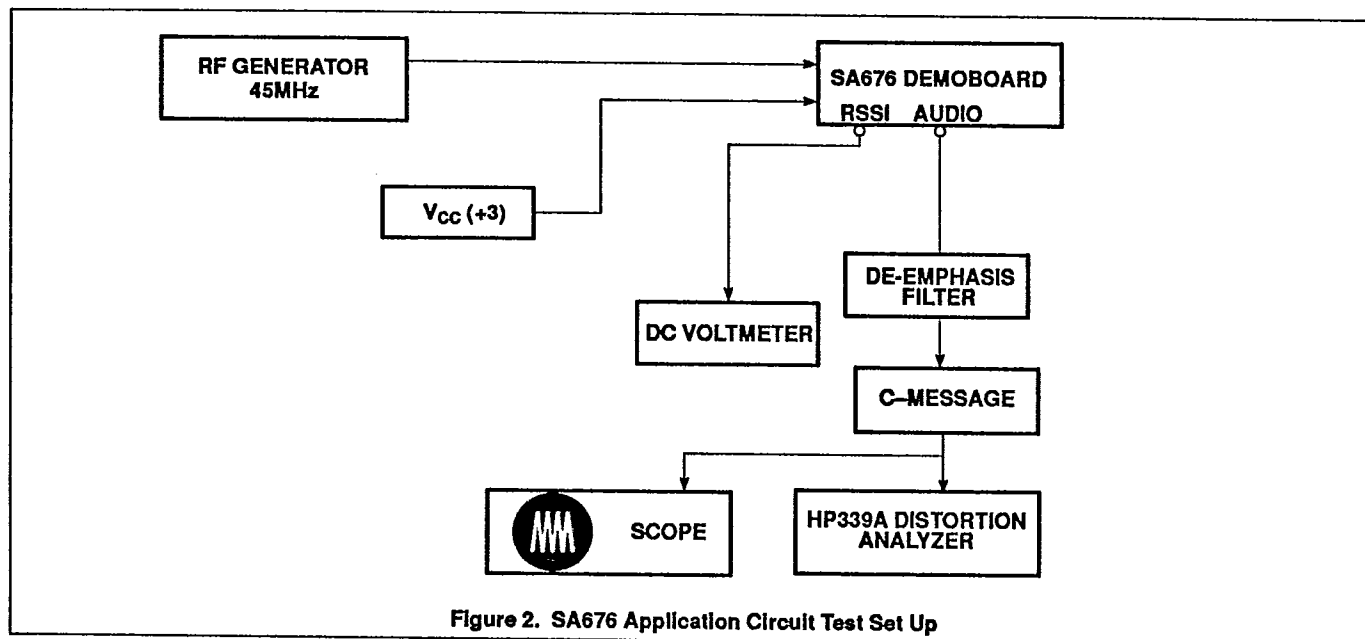 RF GENERATOR
45MHz
SA676 DEMOBOARD
RSSI AUDIO
VCC (+3)
DE-EMPHASIS
FILTER
DC VOLTMETER
C–MESSAGE
SCOPE
HP339A DISTORTION
ANALYZER
Figure 2. SA676 Application Circuit Test Set Up